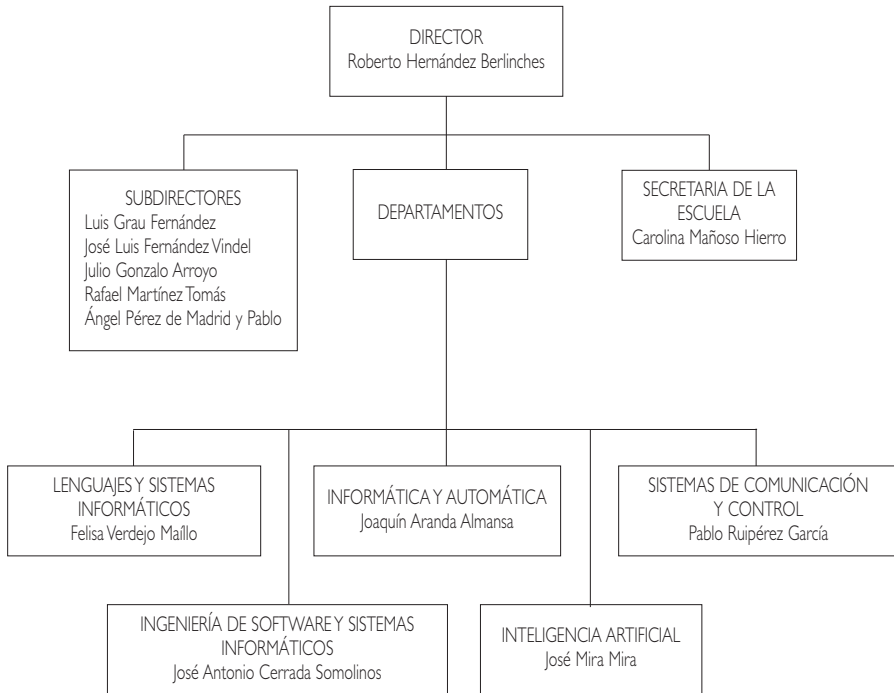 DIRECTOR
Roberto Hernández Berlinches
SUBDIRECTORES
Luis Grau Fernández
José Luis Fernández Vindel
Julio Gonzalo Arroyo
Rafael Martínez Tomás
Ángel Pérez de Madrid y Pablo
DEPARTAMENTOS
SECRETARIA DE LA
ESCUELA
Carolina Mañoso Hierro
LENGUAJES Y SISTEMAS
INFORMÁTICOS
Felisa Verdejo Maíllo
INFORMÁTICA Y AUTOMÁTICA
Joaquín Aranda Almansa
SISTEMAS DE COMUNICACIÓN
Y CONTROL
Pablo Ruipérez García
INGENIERÍA DE SOFTWARE Y SISTEMAS
INFORMÁTICOS
José Antonio Cerrada Somolinos
INTELIGENCIA ARTIFICIAL
José Mira Mira